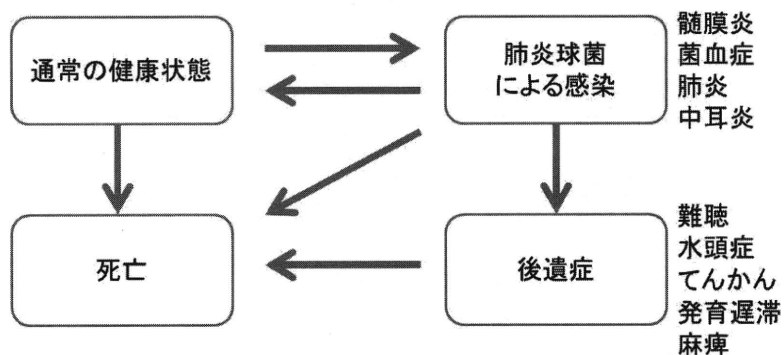 通常の健康状態
肺炎球菌
による感染
髄膜炎
菌血症
肺炎
中耳炎
死亡
後遺症
難聴
水頭症
てんかん
発育遅滞
麻痺